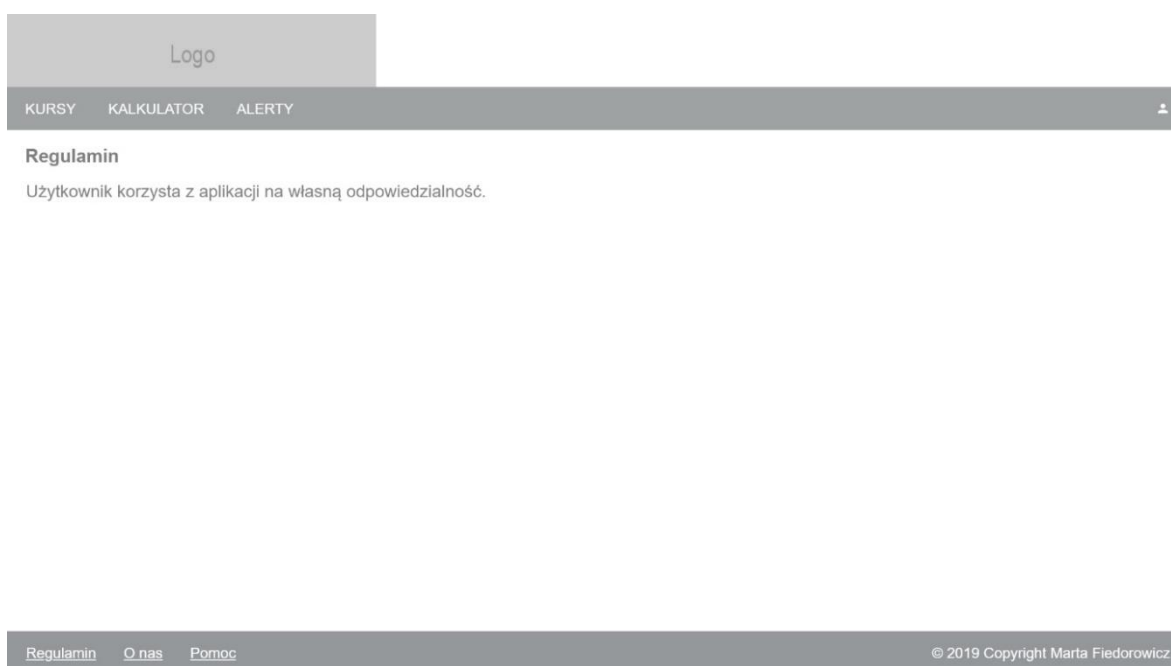 Logo
KURSY KALKULATOR ALERTY
Regulamin
Użytkownik korzysta z aplikacji na własną odpowiedzialność.
Regulamin O nas Pomoc © 2019 Copyright Marta Fiedorowicz